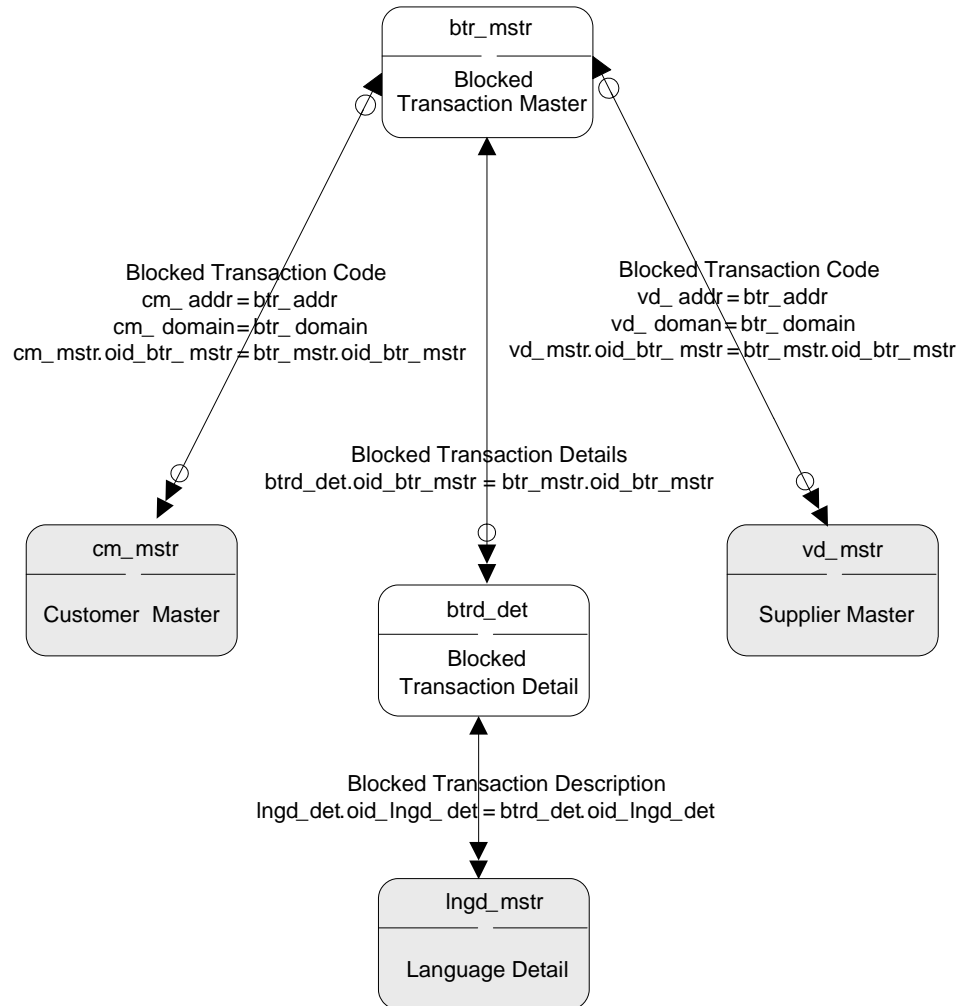 btr_mstr
Blocked
Transaction Master
Blocked Transaction Code
cm_ addr = btr_addr
cm_ domain = btr_ domain
cm_mstr.oid_btr_ mstr = btr_mstr.oid_btr_mstr
Blocked Transaction Code
vd_ addr = btr_addr
vd_ doman = btr_ domain
vd_mstr.oid_btr_ mstr = btr_mstr.oid_btr_mstr
Blocked Transaction Details
btrd_det.oid_btr_mstr = btr_mstr.oid_btr_mstr
cm_mstr
Customer Master
vd_mstr
Supplier Master
btrd_det
Blocked
Transaction Detail
Blocked Transaction Description
lngd_det.oid_lngd_ det = btrd_det.oid_lngd_det
lngd_mstr
Language Detail